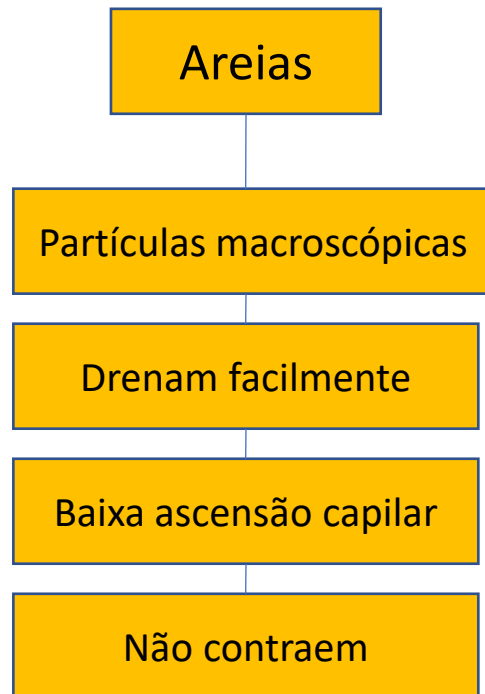 Areias
Partículas macroscópicas
Drenam facilmente
Baixa ascensão capilar
Não contraem